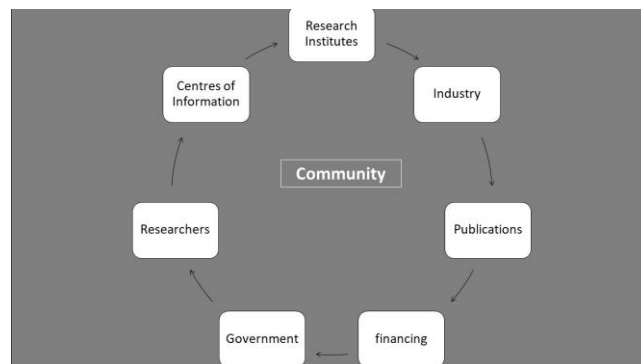 Research
Institutes
Centres of
Information
Industry
Community
Researchers
Publications
Government
financing